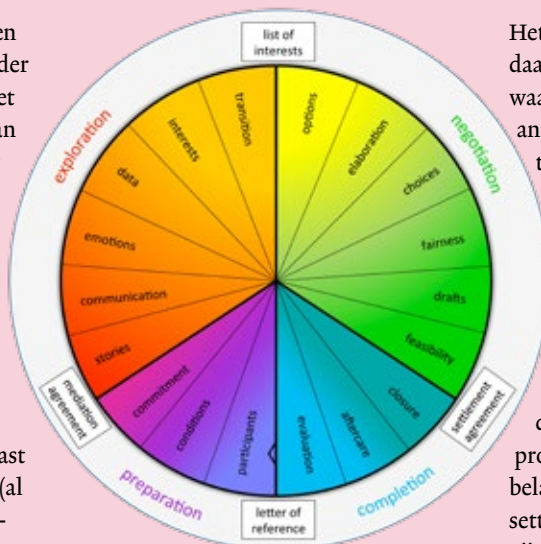 en
der
et
an
ast
(al
-
list of
interests
exploration
negotiation
completion
preparation
transition
interests
data
emotions
communication
stories
options
elaboration
choices
fairness
drafts
feasibility
closure
aftercare
evaluation
participants
conditions
commitment
settlement
agreement
letter of
reference
mediation
agreement
Het
daa
waa
an
t
d
pro
bela
sett